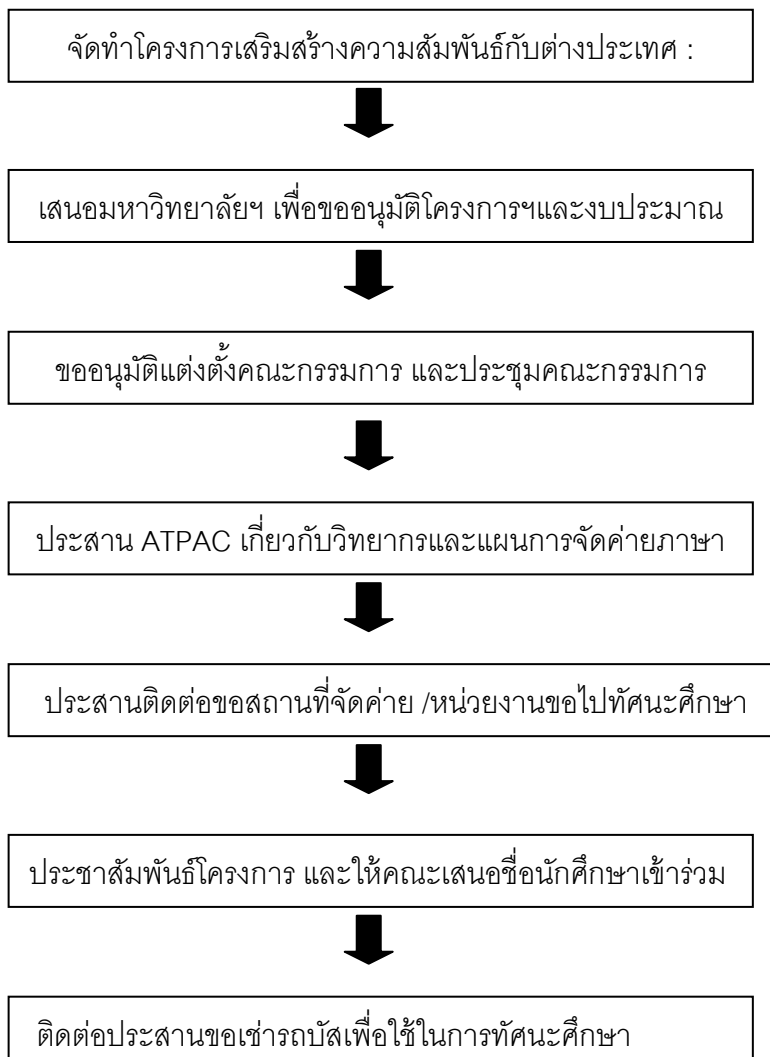 จัดทำโครงการเสริมสร้างความสัมพันธ์กับต่างประเทศ :
เสนอมหาวิทยาลัยฯ เพื่อขออนุมัติโครงการฯและงบประมาณ
ขออนุมัติแต่งตั้งคณะกรรมการ และประชุมคณะกรรมการ
ประสาน ATPAC เกี่ยวกับวิทยากรและแผนการจัดค่ายภาษา
ประสานติดต่อขอสถานที่จัดค่าย /หน่วยงานขอไปทัศนะศึกษา
ประชาสัมพันธ์โครงการ และให้คณะเสนอชื่อนักศึกษาเข้าร่วม
ติดต่อประสานขอเช่ารถบัสเพื่อใช้ในการทัศนะศึกษา